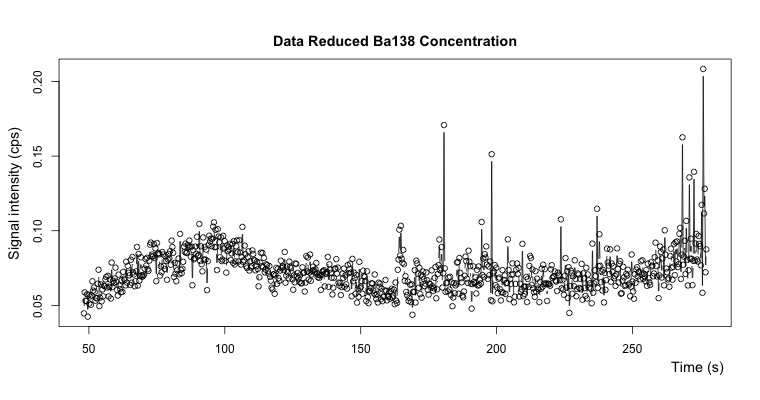 Data Reduced Ba138 Concentration
Signal intensity (cps)
0.20
0.15
0.10
0.05
50 100 150 200 250
Time (s)